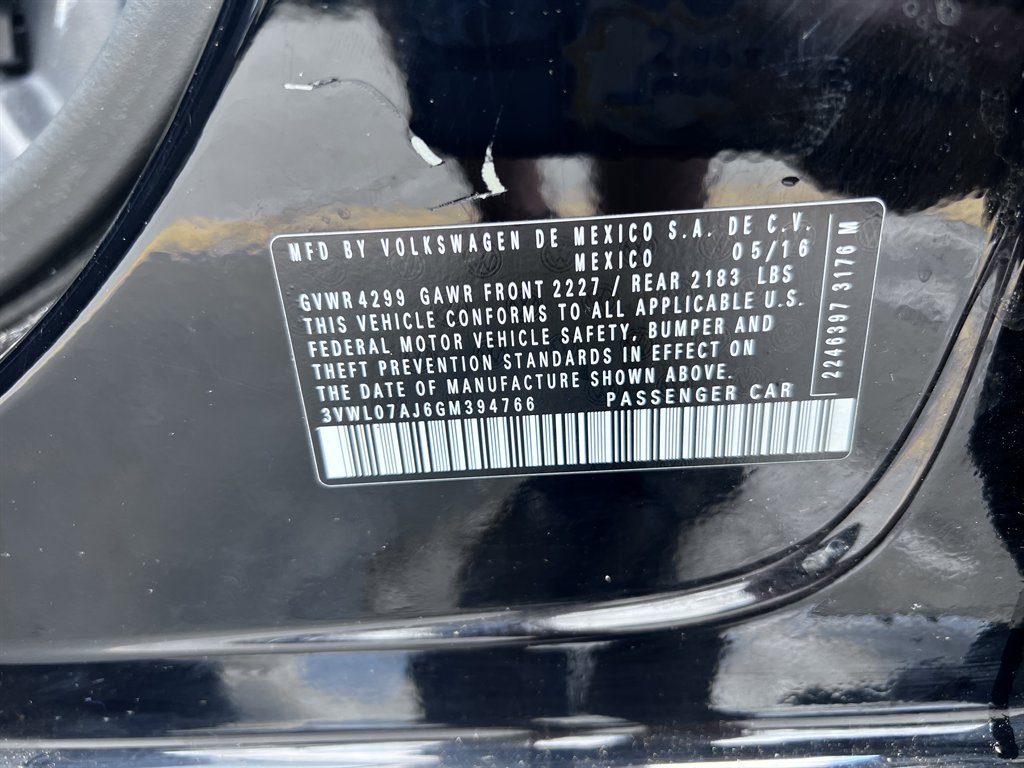 MFD BY VOLKSWAGEN DE MEXICO S.A. DE C.V.
MEXICO 05/16
GVWR 4299 GAWR FRONT 2227 / REAR 2183 LBS
THIS VEHICLE CONFORMS TO ALL APPLICABLE U.S.
FEDERAL MOTOR VEHICLE SAFETY, BUMPER AND
THEFT PREVENTION STANDARDS IN EFFECT ON
THE DATE OF MANUFACTURE SHOWN ABOVE.
3VWL07AJ6GM394766 PASSENGER CAR
2246397 3176 M